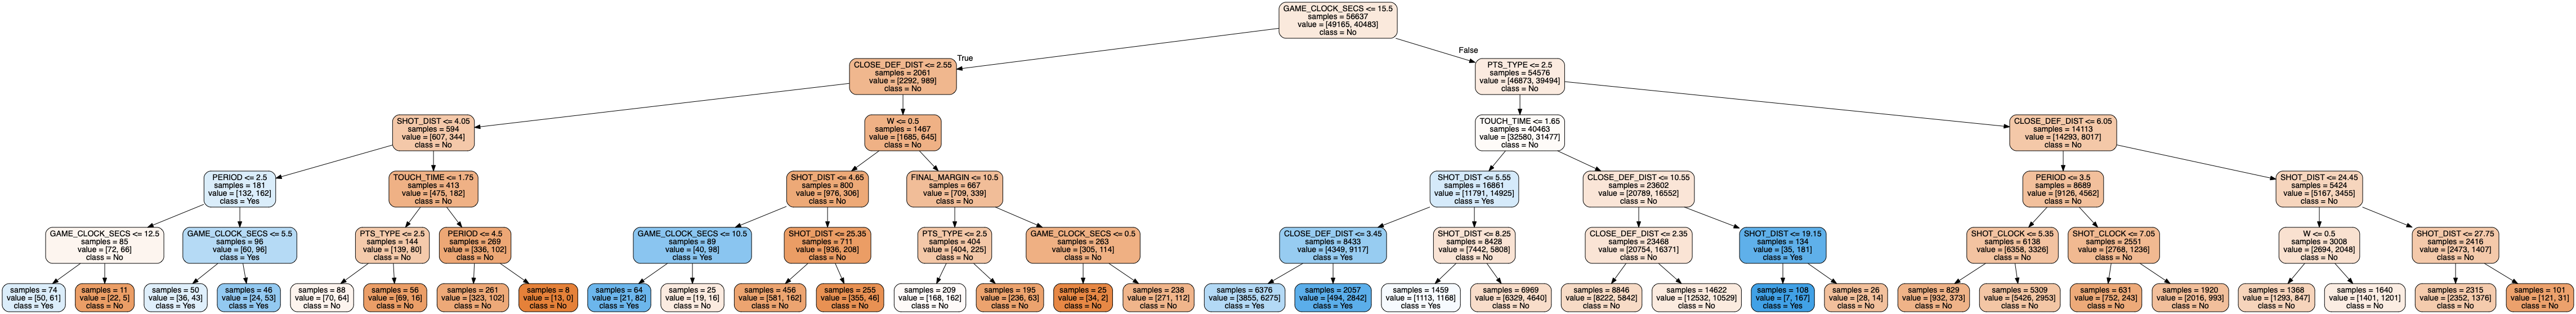 GAME_CLOCK_SECS <= 15.5
samples = 56637
value = [49165, 40483]
class = No
True
False
CLOSE_DEF_DIST <= 2.55
samples = 2061
value = [2292, 989]
class = No
PTS_TYPE <= 2.5
samples = 54576
value = [46873, 39494]
class = No
SHOT_DIST <= 4.05
samples = 594
value = [607, 344]
class = No
W <= 0.5
samples = 1467
value = [1685, 645]
class = No
TOUCH_TIME <= 1.65
samples = 40463
value = [32580, 31477]
class = No
CLOSE_DEF_DIST <= 6.05
samples = 14113
value = [14293, 8017]
class = No
PERIOD <= 2.5
samples = 181
value = [132, 162]
class = Yes
TOUCH_TIME <= 1.75
samples = 413
value = [475, 182]
class = No
SHOT_DIST <= 4.65
samples = 800
value = [976, 306]
class = No
FINAL_MARGIN <= 10.5
samples = 667
value = [709, 339]
class = No
SHOT_DIST <= 5.55
samples = 16861
value = [11791, 14925]
class = Yes
CLOSE_DEF_DIST <= 10.55
samples = 23602
value = [20789, 16552]
class = No
PERIOD <= 3.5
samples = 8689
value = [9126, 4562]
class = No
SHOT_DIST <= 24.45
samples = 5424
value = [5167, 3455]
class = No
GAME_CLOCK_SECS <= 12.5
samples = 85
value = [72, 66]
class = No
GAME_CLOCK_SECS <= 5.5
samples = 96
value = [60, 96]
class = Yes
PTS_TYPE <= 2.5
samples = 144
value = [139, 80]
class = No
PERIOD <= 4.5
samples = 269
value = [336, 102]
class = No
GAME_CLOCK_SECS <= 10.5
samples = 89
value = [40, 98]
class = Yes
SHOT_DIST <= 25.35
samples = 711
value = [936, 208]
class = No
PTS_TYPE <= 2.5
samples = 404
value = [404, 225]
class = No
GAME_CLOCK_SECS <= 0.5
samples = 263
value = [305, 114]
class = No
CLOSE_DEF_DIST <= 3.45
samples = 8433
value = [4349, 9117]
class = Yes
SHOT_DIST <= 8.25
samples = 8428
value = [7442, 5808]
class = No
CLOSE_DEF_DIST <= 2.35
samples = 23468
value = [20754, 16371]
class = No
SHOT_DIST <= 19.15
samples = 134
value = [35, 181]
class = Yes
SHOT_CLOCK <= 5.35
samples = 6138
value = [6358, 3326]
class = No
SHOT_CLOCK <= 7.05
samples = 2551
value = [2768, 1236]
class = No
W <= 0.5
samples = 3008
value = [2694, 2048]
class = No
SHOT_DIST <= 27.75
samples = 2416
value = [2473, 1407]
class = No
samples = 74
value = [50, 61]
class = Yes
samples = 11
value = [22, 5]
class = No
samples = 50
value = [36, 43]
class = Yes
samples = 46
value = [24, 53]
class = Yes
samples = 88
value = [70, 64]
class = No
samples = 56
value = [69, 16]
class = No
samples = 261
value = [323, 102]
class = No
samples = 8
value = [13, 0]
class = No
samples = 64
value = [21, 82]
class = Yes
samples = 25
value = [19, 16]
class = No
samples = 456
value = [581, 162]
class = No
samples = 255
value = [355, 46]
class = No
samples = 209
value = [168, 162]
class = No
samples = 195
value = [236, 63]
class = No
samples = 25
value = [34, 2]
class = No
samples = 238
value = [271, 112]
class = No
samples = 6376
value = [3855, 6275]
class = Yes
samples = 2057
value = [494, 2842]
class = Yes
samples = 1459
value = [1113, 1168]
class = Yes
samples = 6969
value = [6329, 4640]
class = No
samples = 8846
value = [8222, 5842]
class = No
samples = 14622
value = [12532, 10529]
class = No
samples = 108
value = [7, 167]
class = Yes
samples = 26
value = [28, 14]
class = No
samples = 829
value = [932, 373]
class = No
samples = 5309
value = [5426, 2953]
class = No
samples = 631
value = [752, 243]
class = No
samples = 1920
value = [2016, 993]
class = No
samples = 1368
value = [1293, 847]
class = No
samples = 1640
value = [1401, 1201]
class = No
samples = 2315
value = [2352, 1376]
class = No
samples = 101
value = [121, 31]
class = No